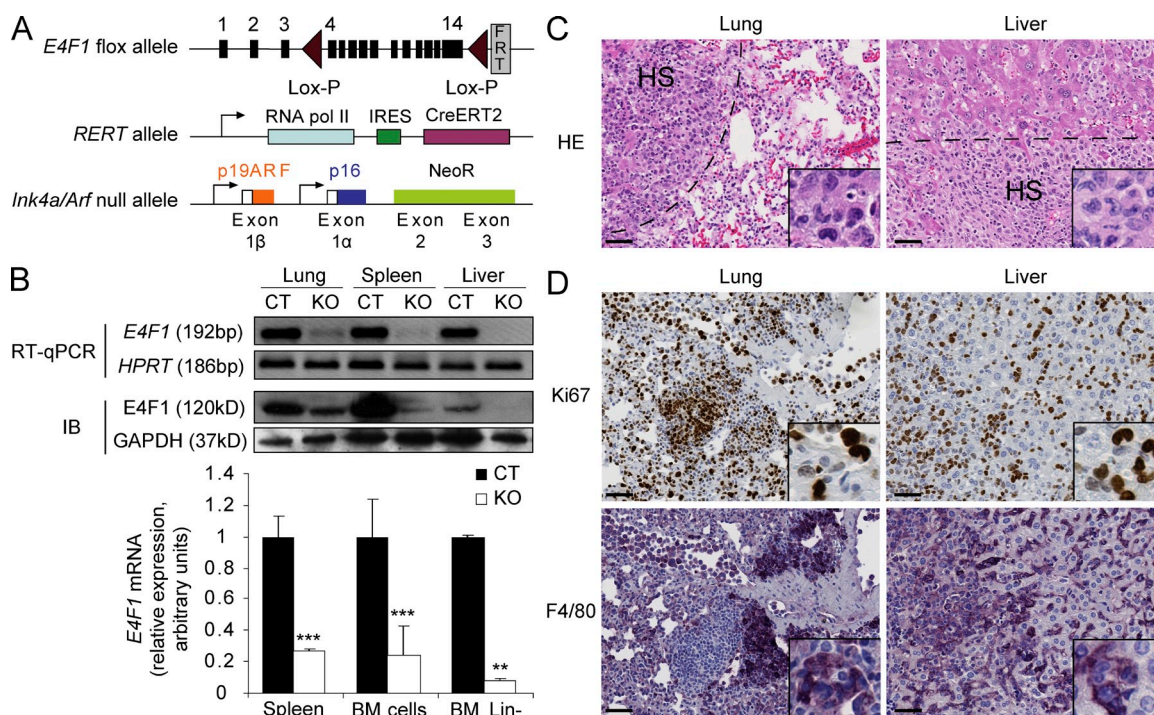 A
1 2 3 4 14
E4F1 flox allele
F
R
T
Lox-P Lox-P
RERT allele
RNA pol II IRES CreERT2
Ink4a/Arf null allele
p19ARF p16 NeoR
Exon Exon Exon Exon
1β 1α 2 3
B
Lung Spleen Liver
CT KO CT KO CT KO
RT-qPCR
E4F1 (192bp)
HPRT (186bp)
IB
E4F1 (120kD)
GAPDH (37kD)
E4F1 mRNA
(relative expression,
arbitrary units)
1.4
1.2
1
0.8
0.6
0.4
0.2
0
CT
KO
*** *** **
Spleen BM cells BM Lin-
C
Lung Liver
HE
HS HS
D
Lung Liver
Ki67
F4/80